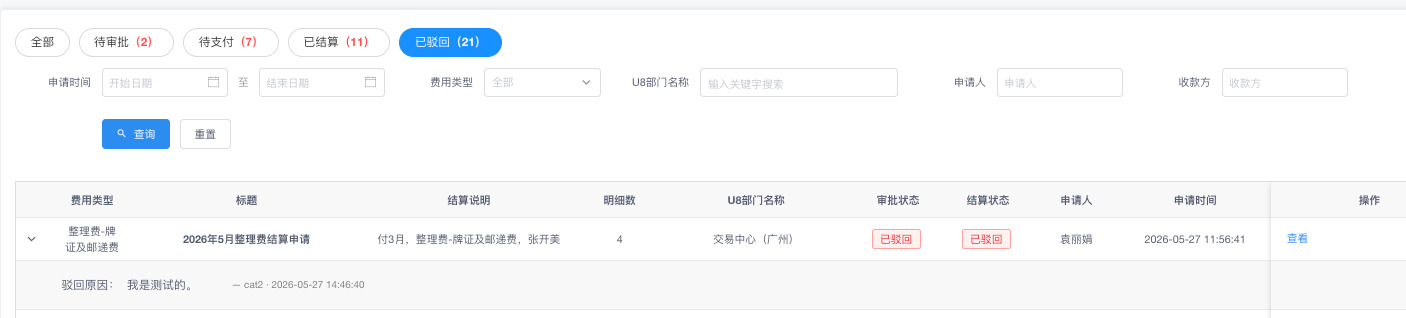 全部 待审批（2） 待支付（7） 已结算（11） 已驳回（21）
申请时间 开始日期 至 结束日期 费用类型 全部 U8部门名称 输入关键字搜索 申请人 申请人 收款方 收款方
查询 重置
费用类型 标题 结算说明 明细数 U8部门名称 审批状态 结算状态 申请人 申请时间 操作
整理费-牌
证及邮递费 2026年5月整理费结算申请 付3月，整理费-牌证及邮递费，张开美 4 交易中心（广州） 已驳回 已驳回 袁丽娟 2026-05-27 11:56:41 查看
驳回原因： 我是测试的。 — cat2 · 2026-05-27 14:46:40